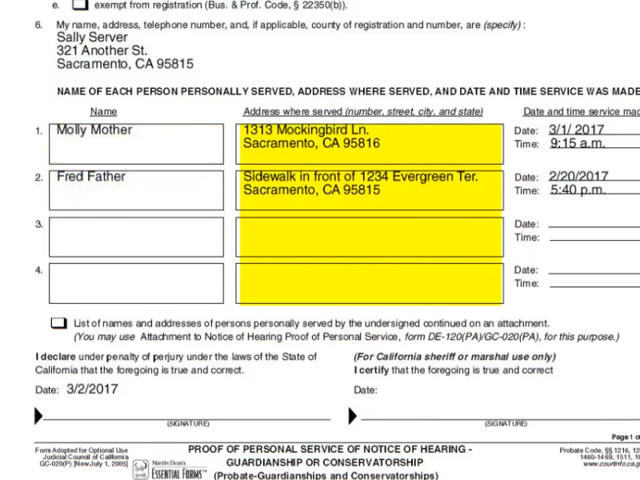 e. exempt from registration (Bus. & Prof. Code, § 22350(b)).
6. My name, address, telephone number, and, if applicable, county of registration and number, are (specify) :
Sally Server
321 Another St.
Sacramento, CA 95815
NAME OF EACH PERSON PERSONALLY SERVED, ADDRESS WHERE SERVED, AND DATE AND TIME SERVICE WAS MADE
Name Address where served (number, street, city, and state) Date and time service mad
1. Molly Mother 1313 Mockingbird Ln. Date: 3/1/ 2017
Sacramento, CA 95816 Time: 9:15 a.m.
2. Fred Father Sidewalk in front of 1234 Evergreen Ter. Date: 2/20/2017
Sacramento, CA 95815 Time: 5:40 p.m.
3. Date:
Time:
4. Date:
Time:
List of names and addresses of persons personally served by the undersigned continued on an attachment.
(You may use Attachment to Notice of Hearing Proof of Personal Service, form DE-120(PA)/GC-020(PA), for this purpose.)
I declare under penalty of perjury under the laws of the State of
California that the foregoing is true and correct.
(For California sheriff or marshal use only)
I certify that the foregoing is true and correct
Date: 3/2/2017 Date:
(SIGNATURE) (SIGNATURE)
Page 1 o
Form Adopted for Optional Use
Judicial Council of California
GC-020(P) [New July 1, 2005]
Martin Dean's
ESSENTIAL FORMS™
PROOF OF PERSONAL SERVICE OF NOTICE OF HEARING -
GUARDIANSHIP OR CONSERVATORSHIP
(Probate-Guardianships and Conservatorships)
Probate Code, §§ 1216, 12
1460-1469, 1511, 18
www.courtinfo.ca.g